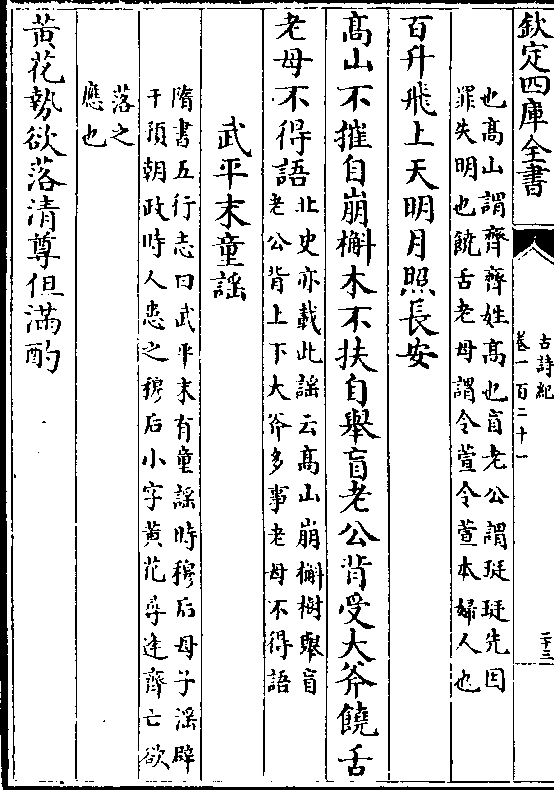 欽定四庫全書
古詩紀
卷一百二十一
二十三
也髙山謂齊齊姓髙也盲老公謂珽珽先因
罪失明也饒舌老母謂令萱令萱本婦人也
百升飛上天明月照長安
髙山不摧自崩槲木不扶自舉盲老公背受大斧饒舌
老母不得語
北史亦載此謡云髙山崩槲樹舉盲
老公背上下大斧多事老母不得語
武平末童謡
隋書五行志曰武平末有童謡時穆后母子淫辟
干預朝政時人患之穆后小字黄花尋逢齊亡欲
落之
應也
黄花勢欲落清尊但滿酌